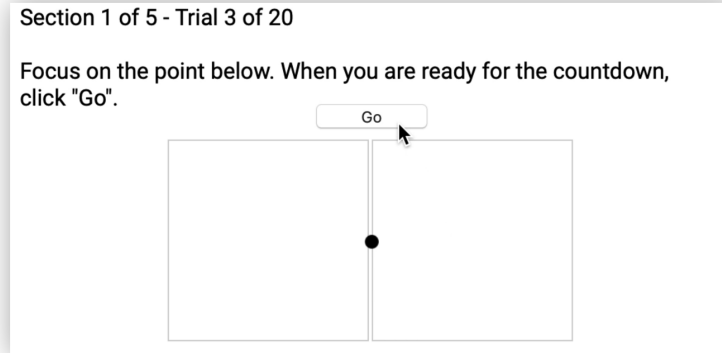 Section 1 of 5 - Trial 3 of 20
Focus on the point below. When you are ready for the countdown,
click "Go".
Go